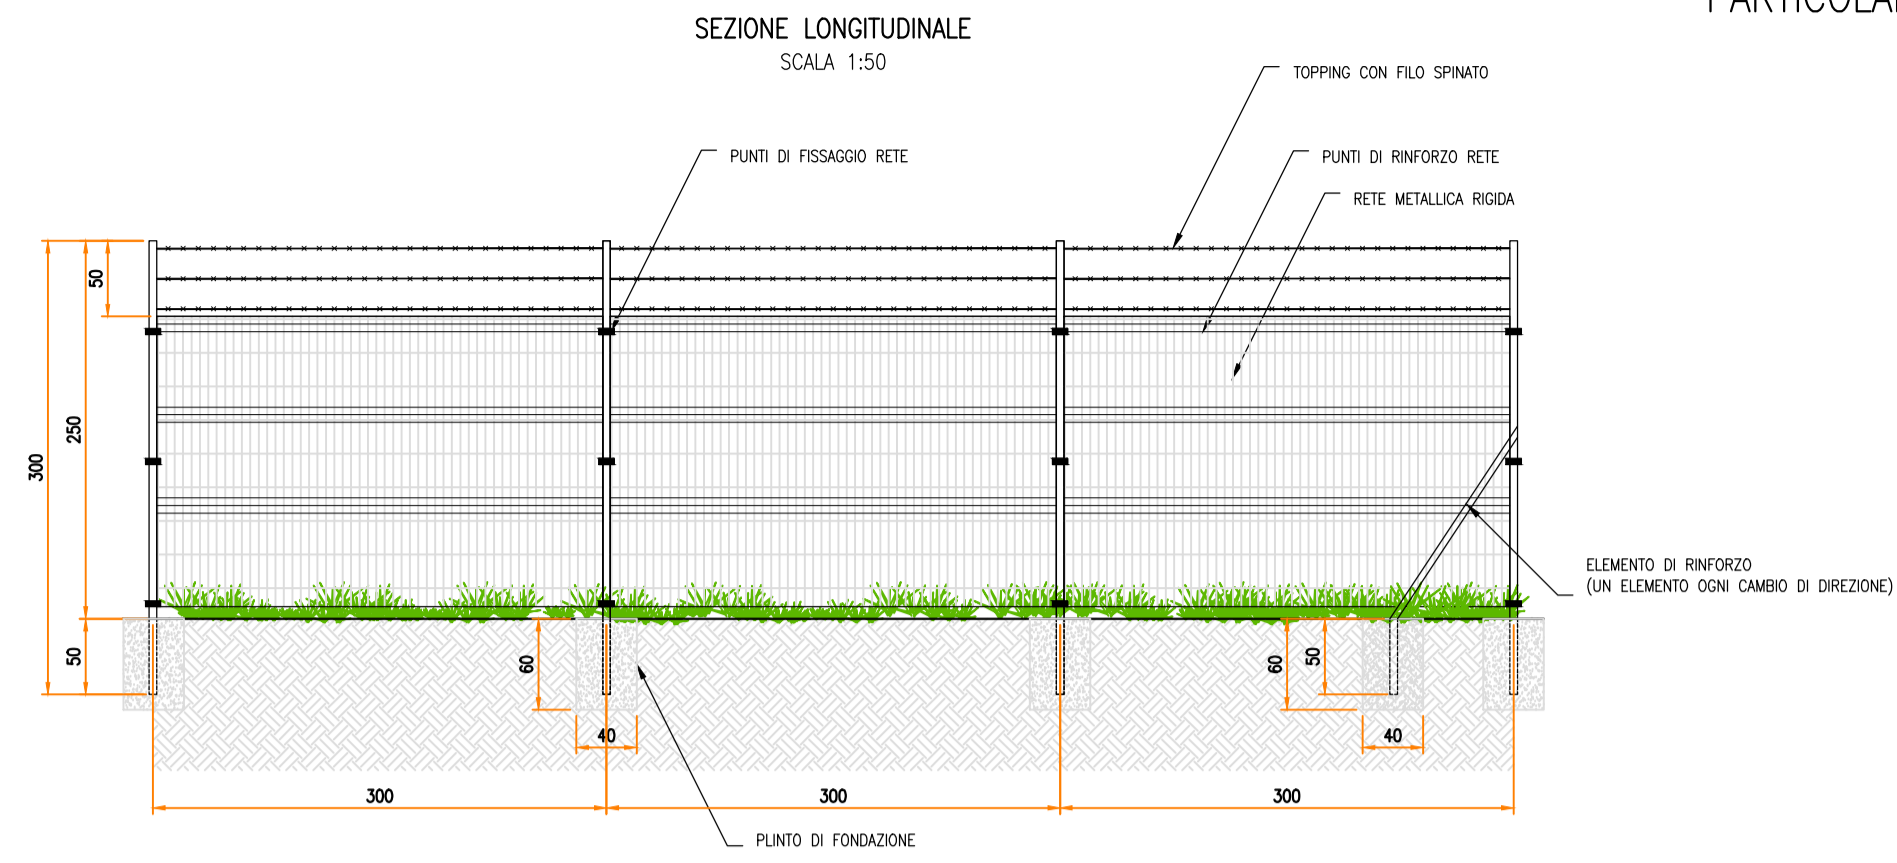 SEZIONE LONGITUDINALE
SCALA 1:50
TOPPING CON FILO SPINATO
PUNTI DI FISSAGGIO RETE
PUNTI DI RINFORZO RETE
RETE METALLICA RIGIDA
50
250
300
50
60
40
60
50
40
ELEMENTO DI RINFORZO
(UN ELEMENTO OGNI CAMBIO DI DIREZIONE)
300
300
300
PLINTO DI FONDAZIONE